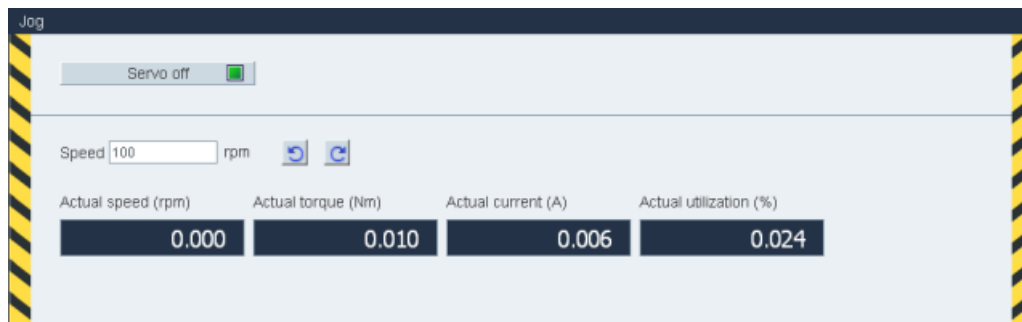 Jog
Servo off
Speed 100 rpm
Actual speed (rpm) Actual torque (Nm) Actual current (A) Actual utilization (%)
0.000 0.010 0.006 0.024